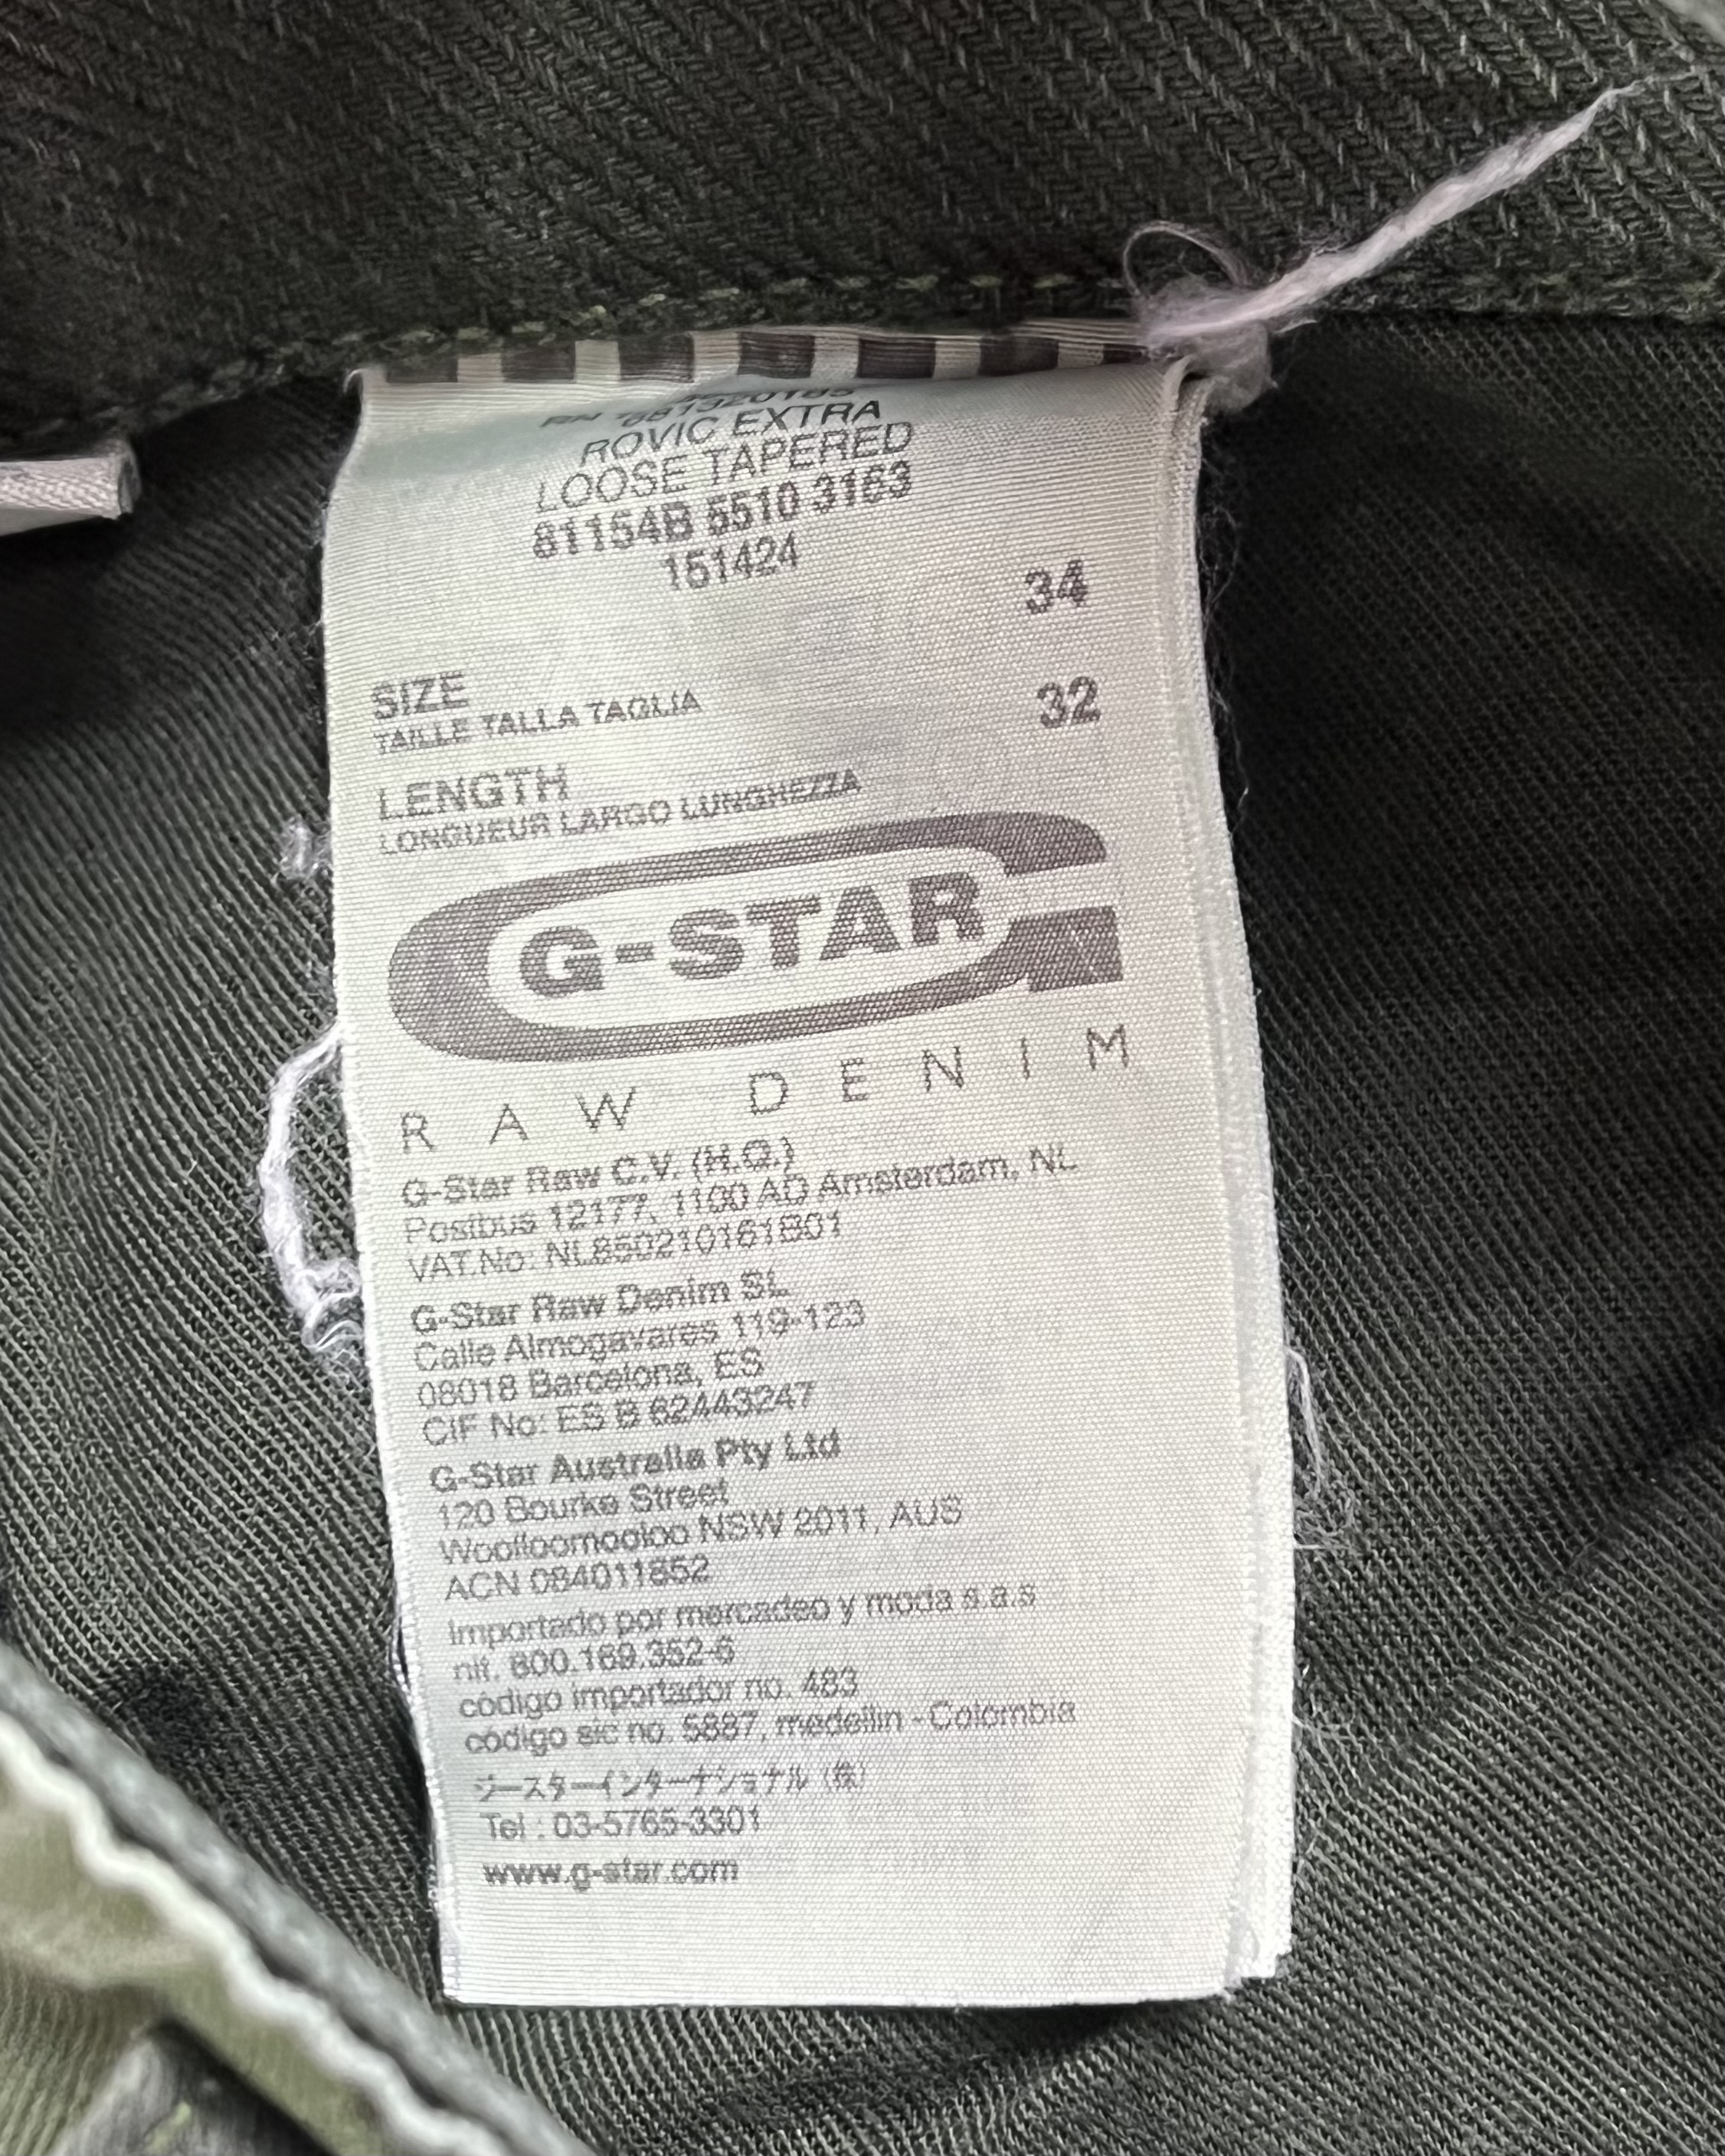 ROVIC EXTRA
LOOSE TAPERED
81154B 5510 3163
151424
34
SIZE
TAILLE TALLA TAGLIA
32
LENGTH
LONGUEUR LARGO LUNGHEZZA
G-STAR
RAW DENIM
G-Star Raw C.V. (H.Q.)
Postbus 12177, 1100 AD Amsterdam, NL
VAT.No: NL850210161B01
G-Star Raw Denim SL
Calle Almogavares 119-123
08018 Barcelona, ES
CIF No: ES B 62443247
G-Star Australia Pty Ltd
120 Bourke Street
Woolloomooloo NSW 2011, AUS
ACN 084011852
Importado por mercadeo y moda s.a.s
nit. 800.169.352-6
código importador no. 483
código sic no. 5887, medellin - Colombia
ジースターインターナショナル (株)
Tel : 03-5765-3301
www.g-star.com